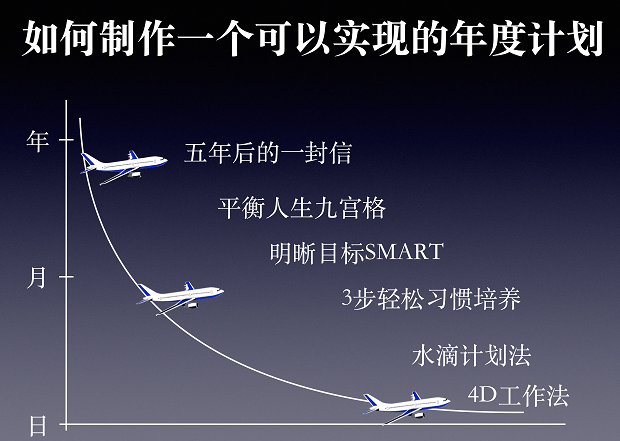 如何制作一个可以实现的年度计划
年
五年后的一封信
平衡人生九宫格
明晰目标SMART
月
3步轻松习惯培养
水滴计划法
4D工作法
日